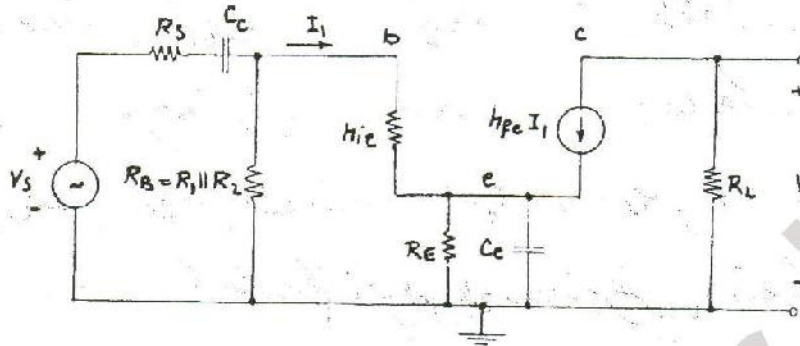 Rs Cc I1 b c
hie hfe I1
+ Vs - RB = R1 || R2 e RL + V -
RE Ce